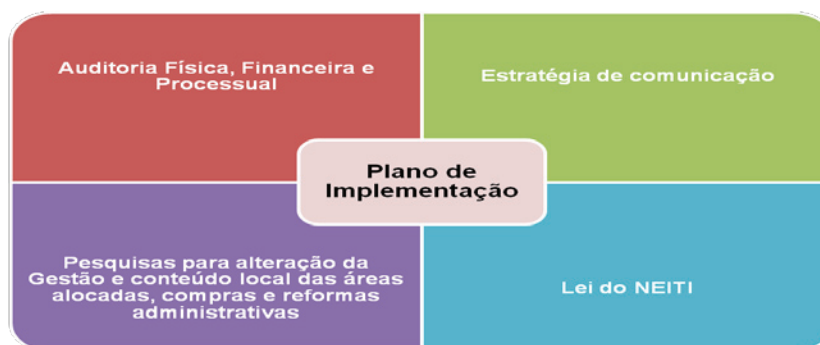 Auditoria Física, Financeira e
Processual
Estratégia de comunicação
Plano de
Implementação
Pesquisas para alteração da
Gestão e conteúdo local das áreas
alocadas, compras e reformas
administrativas
Lei do NEITI